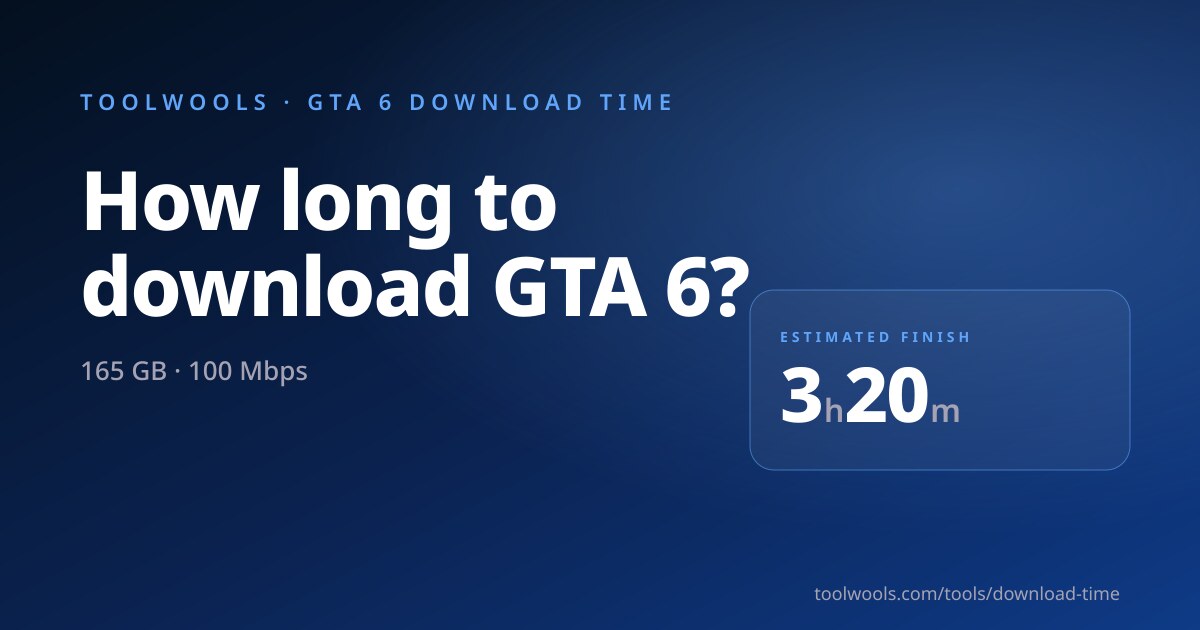 TOOLWOOLS · GTA 6 DOWNLOAD TIME
How long to
download GTA 6?
165 GB · 100 Mbps
ESTIMATED FINISH
3h20m
toolwools.com/tools/download-time